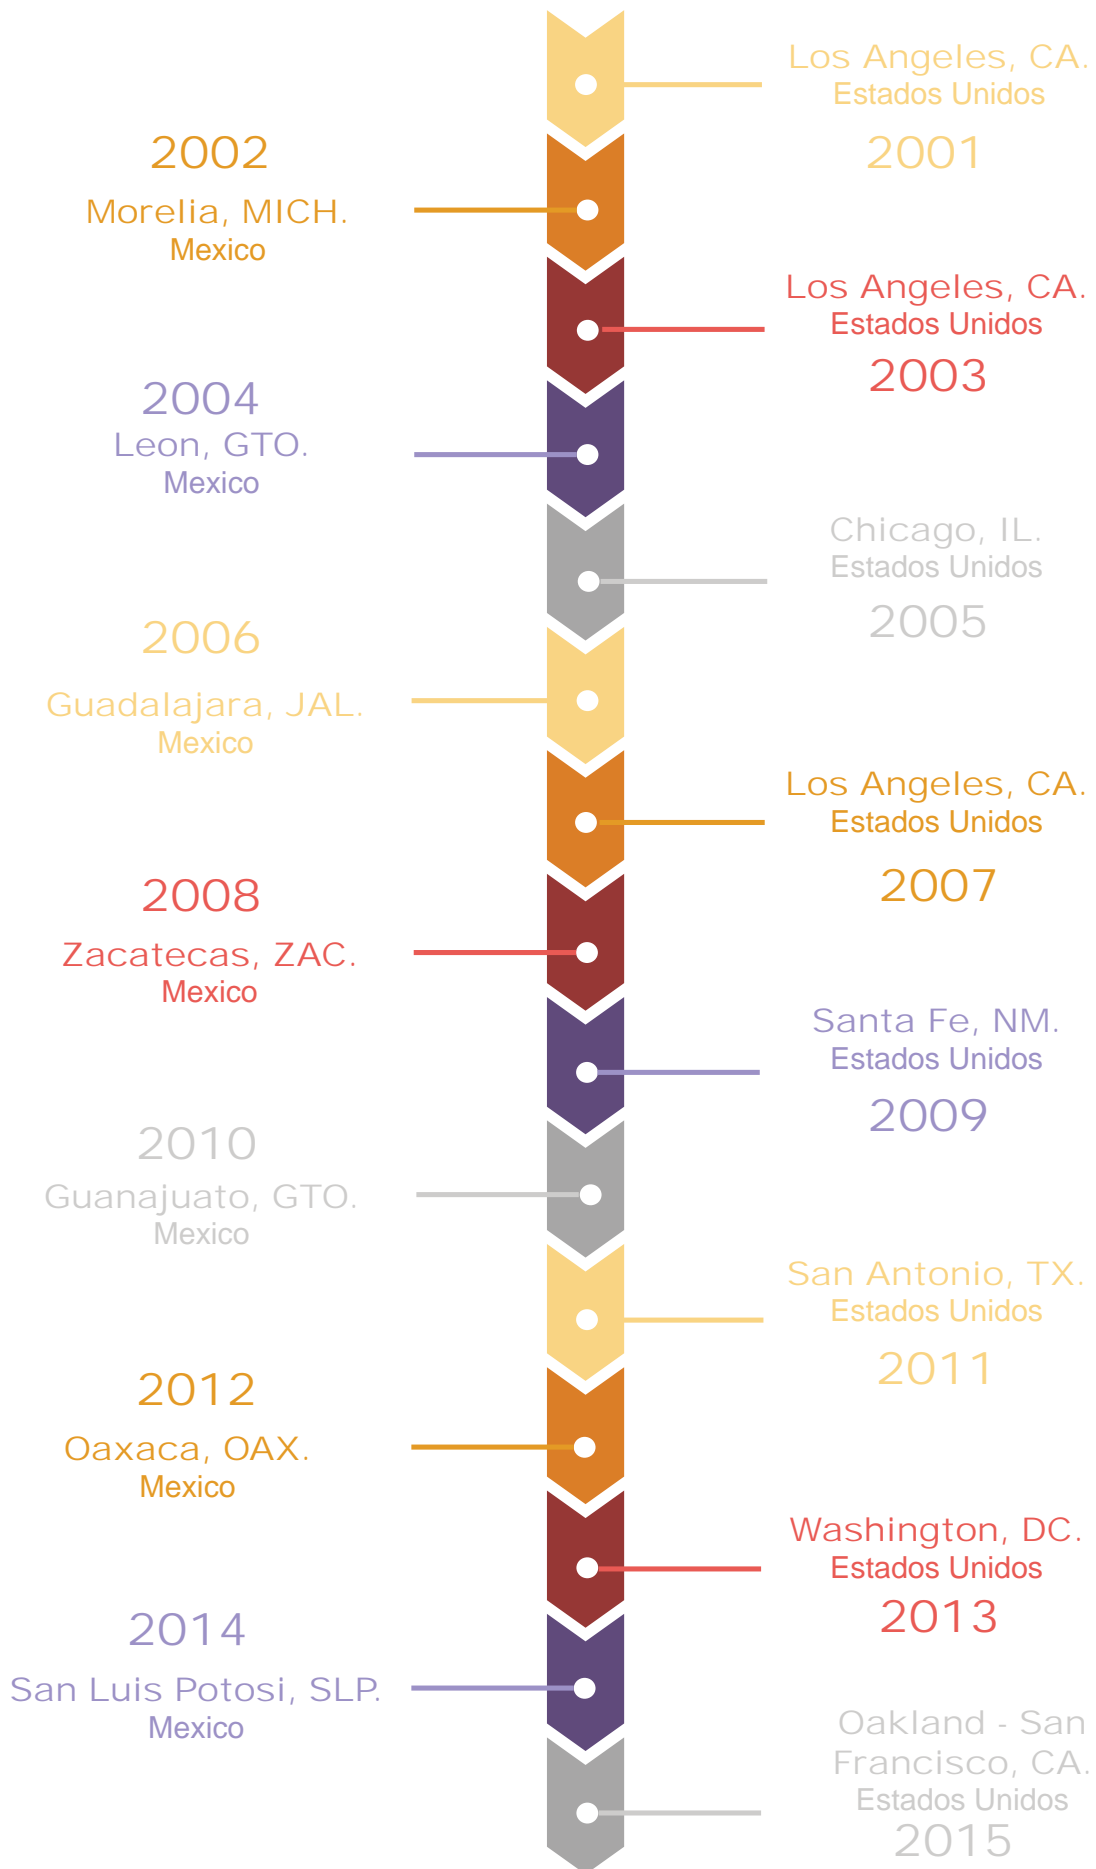 Los Angeles, CA.
Estados Unidos
2001
2002
Morelia, MICH.
Mexico
Los Angeles, CA.
Estados Unidos
2003
2004
Leon, GTO.
Mexico
Chicago, IL.
Estados Unidos
2005
2006
Guadalajara, JAL.
Mexico
Los Angeles, CA.
Estados Unidos
2007
2008
Zacatecas, ZAC.
Mexico
Santa Fe, NM.
Estados Unidos
2009
2010
Guanajuato, GTO.
Mexico
San Antonio, TX.
Estados Unidos
2011
2012
Oaxaca, OAX.
Mexico
Washington, DC.
Estados Unidos
2013
2014
San Luis Potosi, SLP.
Mexico
Oakland - San
Francisco, CA.
Estados Unidos
2015